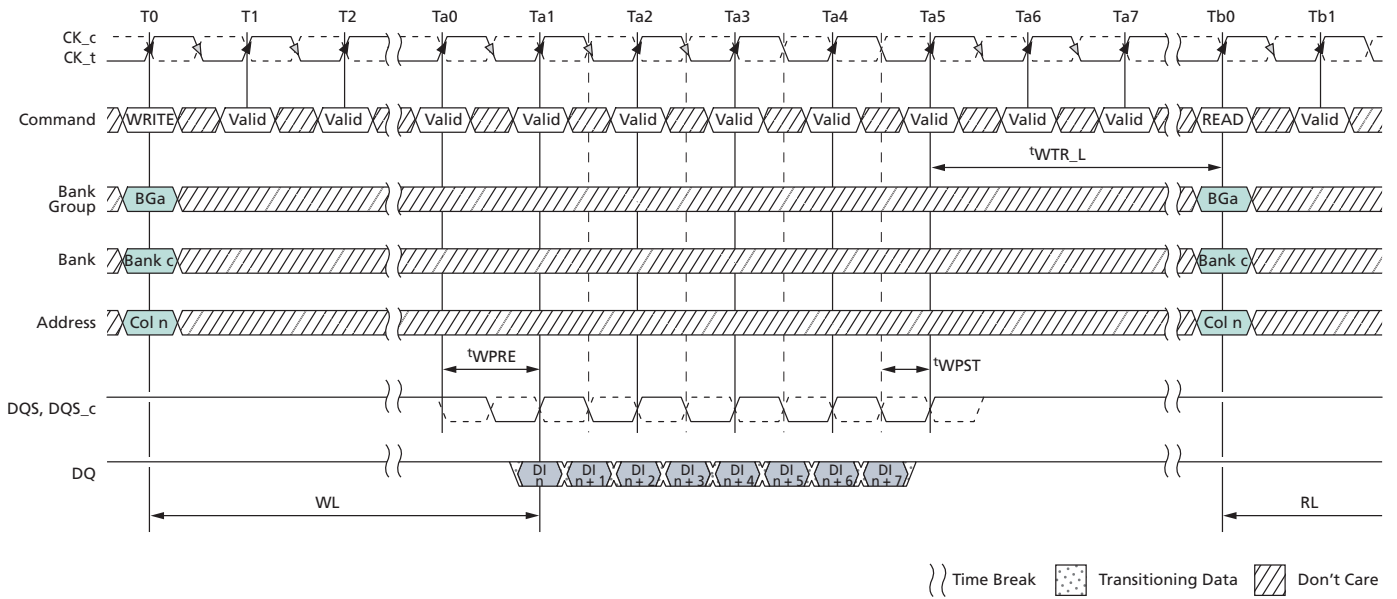 T0 T1 T2 Ta0 Ta1 Ta2 Ta3 Ta4 Ta5 Ta6 Ta7 Tb0 Tb1
CK_c
CK_t
Command WRITE Valid Valid Valid Valid Valid Valid Valid Valid Valid Valid READ Valid
tWTR_L
Bank
Group BGa BGa
Bank Bank c Bank c
Address Col n Col n
tWPRE tWPST
DQS, DQS_c
DQ DI n DI n + 1 DI n + 2 DI n + 3 DI n + 4 DI n + 5 DI n + 6 DI n + 7
WL RL
Time Break Transitioning Data Don't Care